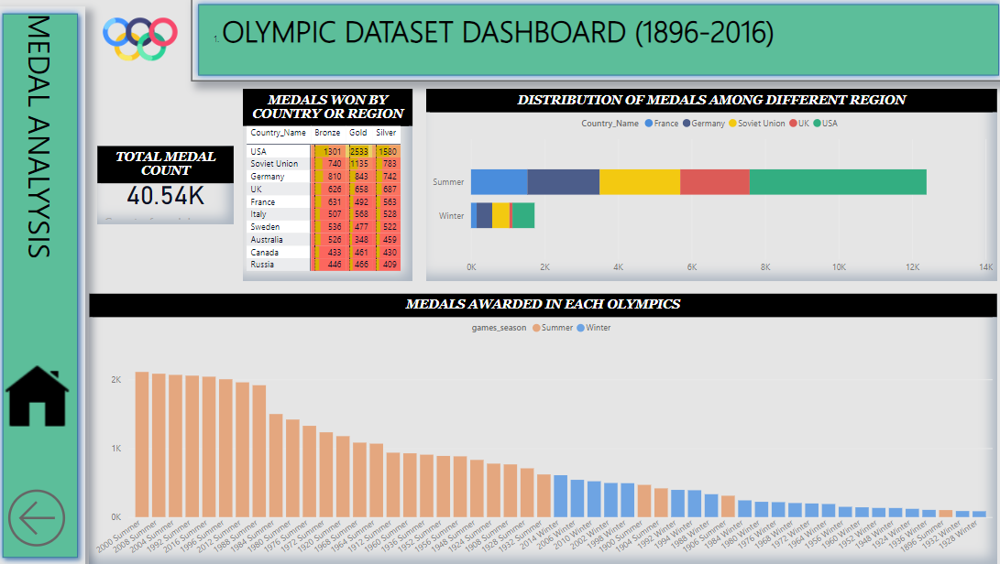 MEDAL ANALYSIS
1. OLYMPIC DATASET DASHBOARD (1896-2016)
TOTAL MEDAL
COUNT
40.54K
MEDALS WON BY
COUNTRY OR REGION
Country_Name Bronze Gold Silver
USA 1301 2533 1580
Soviet Union 740 1135 783
Germany 810 843 742
UK 626 658 687
France 631 492 563
Italy 507 568 528
Sweden 536 477 522
Australia 526 348 459
Canada 433 461 430
Russia 446 466 409
DISTRIBUTION OF MEDALS AMONG DIFFERENT REGION
Country_Name France Germany Soviet Union UK USA
Summer
Winter
0K 2K 4K 6K 8K 10K 12K 14K
MEDALS AWARDED IN EACH OLYMPICS
games_season Summer Winter
2K
1K
0K
2000 Summer
2008 Summer
2004 Summer
1992 Summer
2016 Summer
1996 Summer
2012 Summer
1988 Summer
1984 Summer
1980 Summer
1976 Summer
1972 Summer
1920 Summer
1968 Summer
1964 Summer
1912 Summer
1960 Summer
1936 Summer
1952 Summer
1956 Summer
1948 Summer
1924 Summer
1908 Summer
1928 Summer
1932 Summer
2014 Winter
2006 Winter
2010 Winter
2002 Winter
1998 Winter
1900 Summer
1904 Summer
1992 Winter
1994 Winter
1988 Winter
1906 Summer
1984 Winter
1980 Winter
1976 Winter
1968 Winter
1972 Winter
1964 Winter
1956 Winter
1960 Winter
1952 Winter
1924 Winter
1948 Winter
1936 Winter
1896 Summer
1932 Winter
1928 Winter